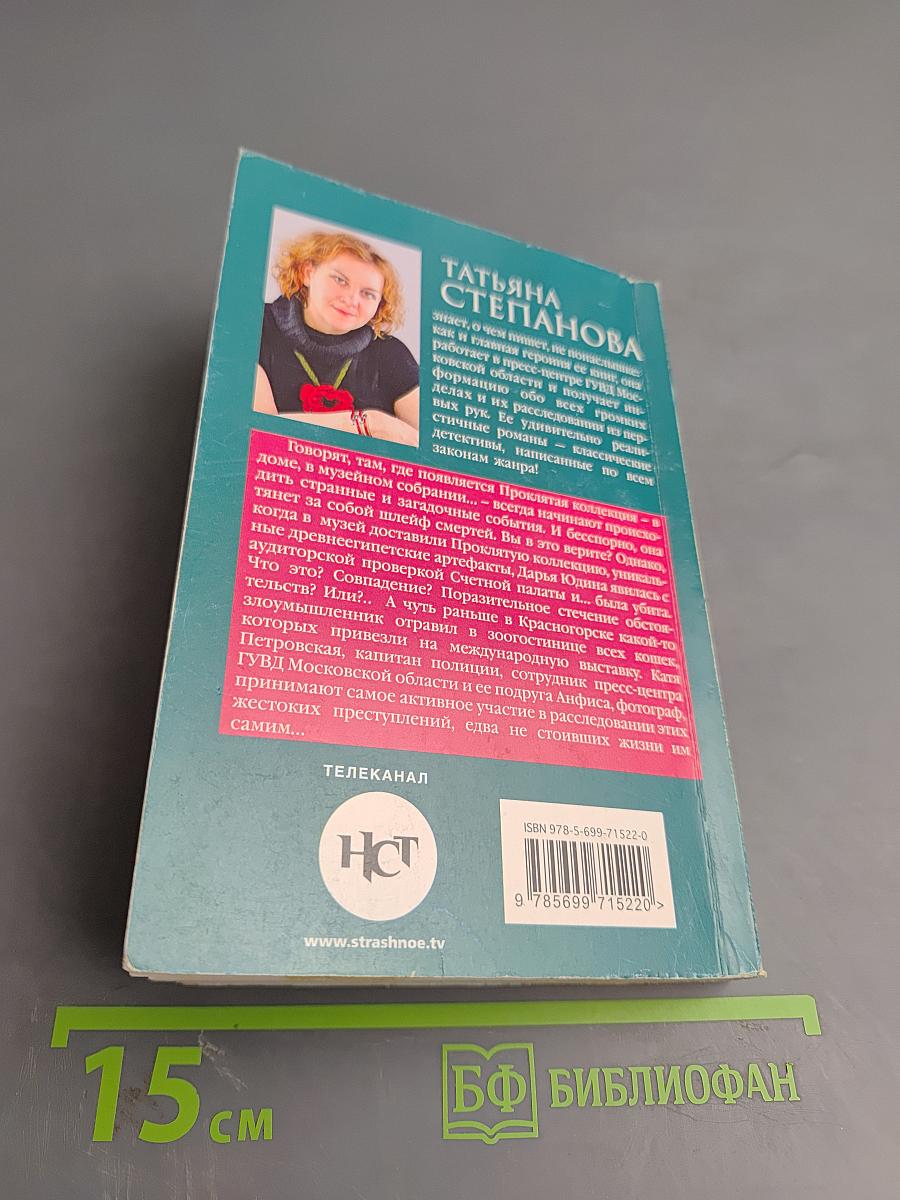 ТАТЬЯНА
СТЕПАНОВА
знает, о чем пишет, не понаслышке:
как и главная героиня ее книг, она
работает в пресс-центре ГУВД Мос-
ковской области и получает ин-
формацию обо всех громких
делах и их расследовании из пер-
вых рук. Ее удивительно реали-
стичные романы – классические
детективы, написанные по всем
законам жанра!
Говорят, там, где появляется Проклятая коллекция – в
доме, в музейном собрании... – всегда начинают происхо-
дить странные и загадочные события. И бесспорно, она
тянет за собой шлейф смертей. Вы в это верите? Однако,
когда в музей доставили Проклятую коллекцию, уникаль-
ные древнеегипетские артефакты, Дарья Юдина явилась с
аудиторской проверкой Счетной палаты и... была убита.
Что это? Совпадение? Поразительное стечение обстоя-
тельств? Или?.. А чуть раньше в Красногорске какой-то
злоумышленник отравил в зоогостинице всех кошек,
которых привезли на международную выставку. Катя
Петровская, капитан полиции, сотрудник пресс-центра
ГУВД Московской области и ее подруга Анфиса, фотограф,
принимают самое активное участие в расследовании этих
жестоких преступлений, едва не стоивших жизни им
самим...
ТЕЛЕКАНАЛ
НСТ
www.strashnoe.tv
ISBN 978-5-699-71522-0
9 785699 715220 >
15 см
БФ БИБЛИОФАН